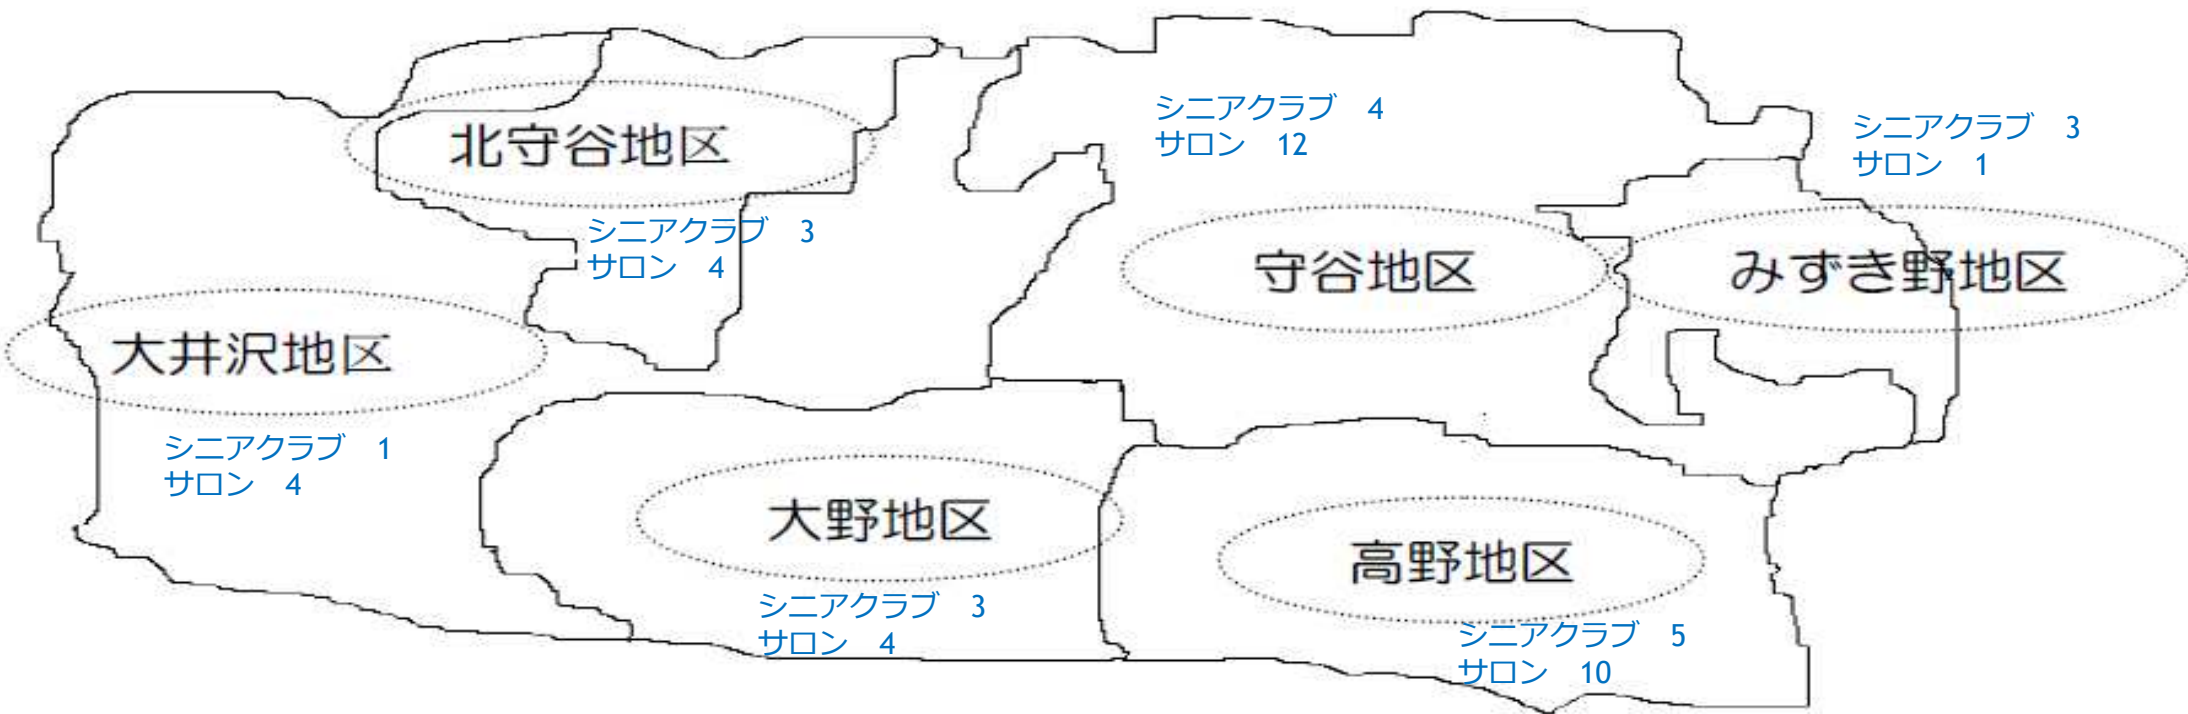 北守谷地区
シニアクラブ 3
サロン 4
シニアクラブ 4
サロン 12
守谷地区
シニアクラブ 3
サロン 1
みずき野地区
大井沢地区
シニアクラブ 1
サロン 4
大野地区
シニアクラブ 3
サロン 4
高野地区
シニアクラブ 5
サロン 10